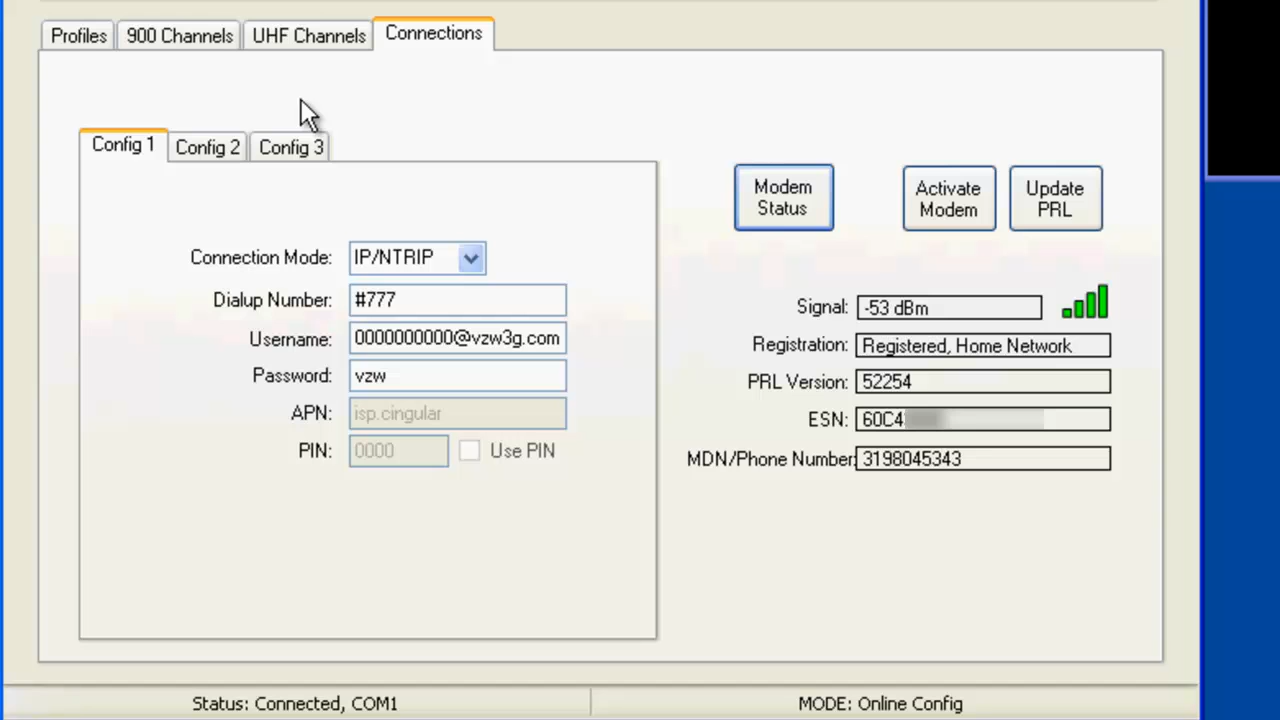 Profiles 900 Channels UHF Channels Connections
Config 1 Config 2 Config 3
Modem Status
Activate Modem
Update PRL
Connection Mode: IP/NTRIP
Dialup Number: #777
Username: 0000000000@vzw3g.com
Password: vzw
APN: isp.cingular
PIN: 0000 Use PIN
Signal: -53 dBm
Registration: Registered, Home Network
PRL Version: 52254
ESN: 60C4
MDN/Phone Number: 3198045343
Status: Connected, COM1 MODE: Online Config